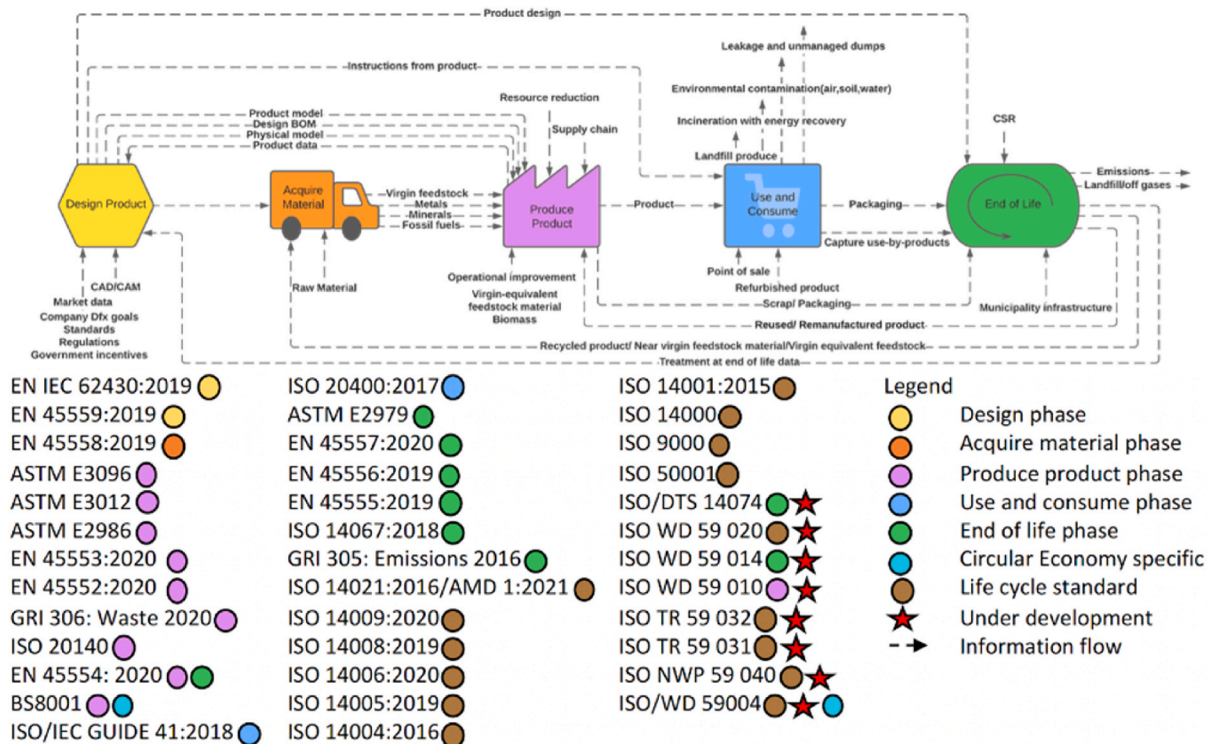 Product design
Leakage and unmanaged dumps
Instructions from product
Environmental contamination(air,soil,water)
Resource reduction
Product model
Design BOM
Physical model
Product data
Supply chain
Incineration with energy recovery
Landfill produce
CSR
Emissions
Landfill/off gases
Design Product
Acquire
Material
Virgin feedstock
Metals
Minerals
Fossil fuels
Produce
Product
Product
Use and
Consume
Packaging
Capture use-by-products
End of Life
CAD/CAM
Market data
Company Dfx goals
Standards
Regulations
Government incentives
Raw Material
Operational improvement
Virgin-equivalent
feedstock material
Biomass
Point of sale
Refurbished product
Scrap/ Packaging
Municipality infrastructure
Reused/ Remanufactured product
Recycled product/ Near virgin feedstock material/Virgin equivalent feedstock
Treatment at end of life data
EN IEC 62430:2019
EN 45559:2019
EN 45558:2019
ASTM E3096
ASTM E3012
ASTM E2986
EN 45553:2020
EN 45552:2020
GRI 306: Waste 2020
ISO 20140
EN 45554: 2020
BS8001
ISO/IEC GUIDE 41:2018
ISO 20400:2017
ASTM E2979
EN 45557:2020
EN 45556:2019
EN 45555:2019
ISO 14067:2018
GRI 305: Emissions 2016
ISO 14021:2016/AMD 1:2021
ISO 14009:2020
ISO 14008:2019
ISO 14006:2020
ISO 14005:2019
ISO 14004:2016
ISO 14001:2015
ISO 14000
ISO 9000
ISO 50001
ISO/DTS 14074
ISO WD 59 020
ISO WD 59 014
ISO WD 59 010
ISO TR 59 032
ISO TR 59 031
ISO NWP 59 040
ISO/WD 59004
Legend
Design phase
Acquire material phase
Produce product phase
Use and consume phase
End of life phase
Circular Economy specific
Life cycle standard
Under development
Information flow